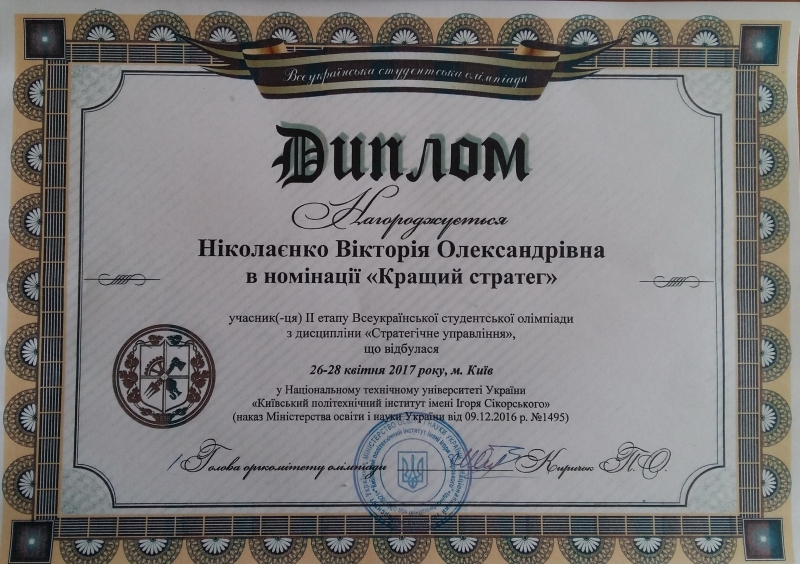 Всеукраїнська студентська олімпіада
Диплом
Нагороджується
Ніколаєнко Вікторія Олександрівна
в номінації «Кращий стратег»
учасник(-ця) II етапу Всеукраїнської студентської олімпіади
з дисципліни «Стратегічне управління»,
що відбулася
26-28 квітня 2017 року, м. Київ
у Національному технічному університеті України
«Київський політехнічний інститут імені Ігоря Сікорського»
(наказ Міністерства освіти і науки України від 09.12.2016 р. №1495)
Голова оркомітету олімпіади Киричок П.О.